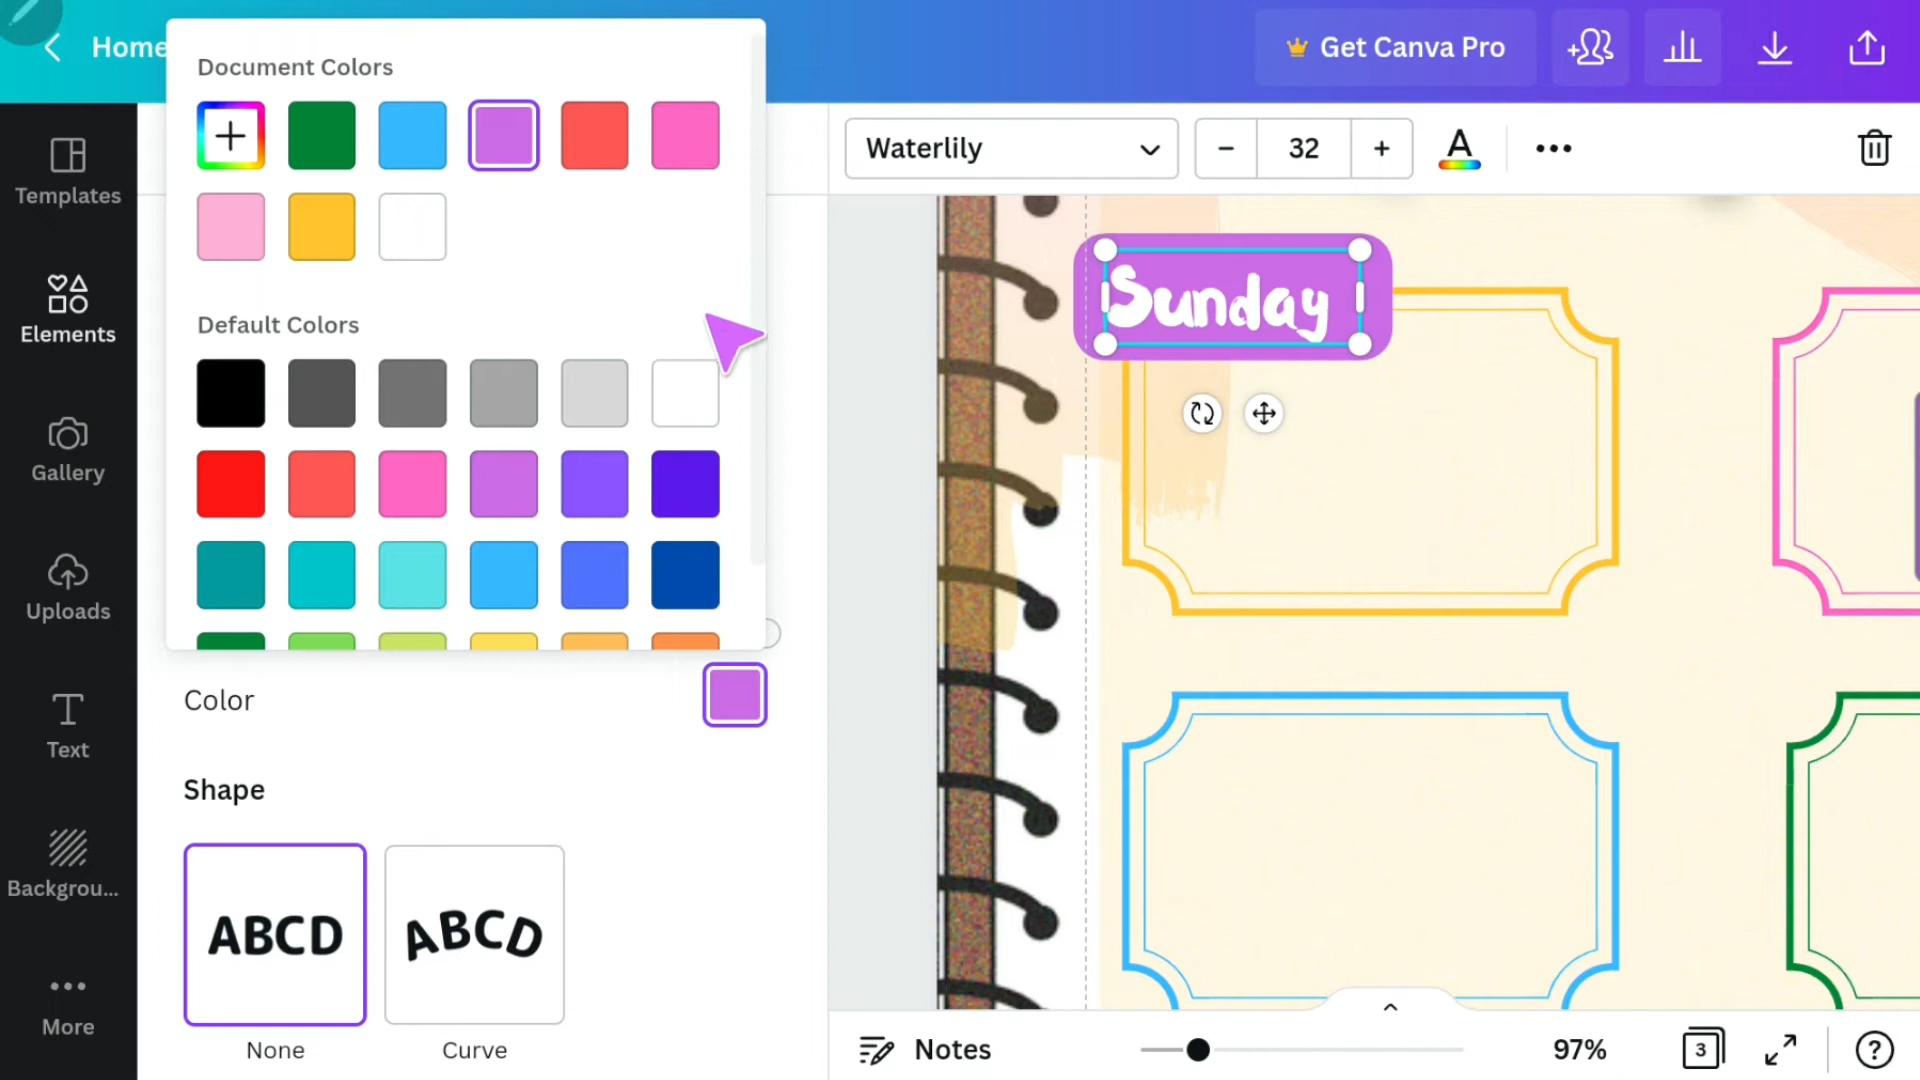 Home
Get Canva Pro
Document Colors
Default Colors
Color
Shape
ABCD
ABCD
None
Curve
Templates
Elements
Gallery
Uploads
Text
Backgrou...
More
Waterlily
32
A
Sunday
Notes
97%
3
?